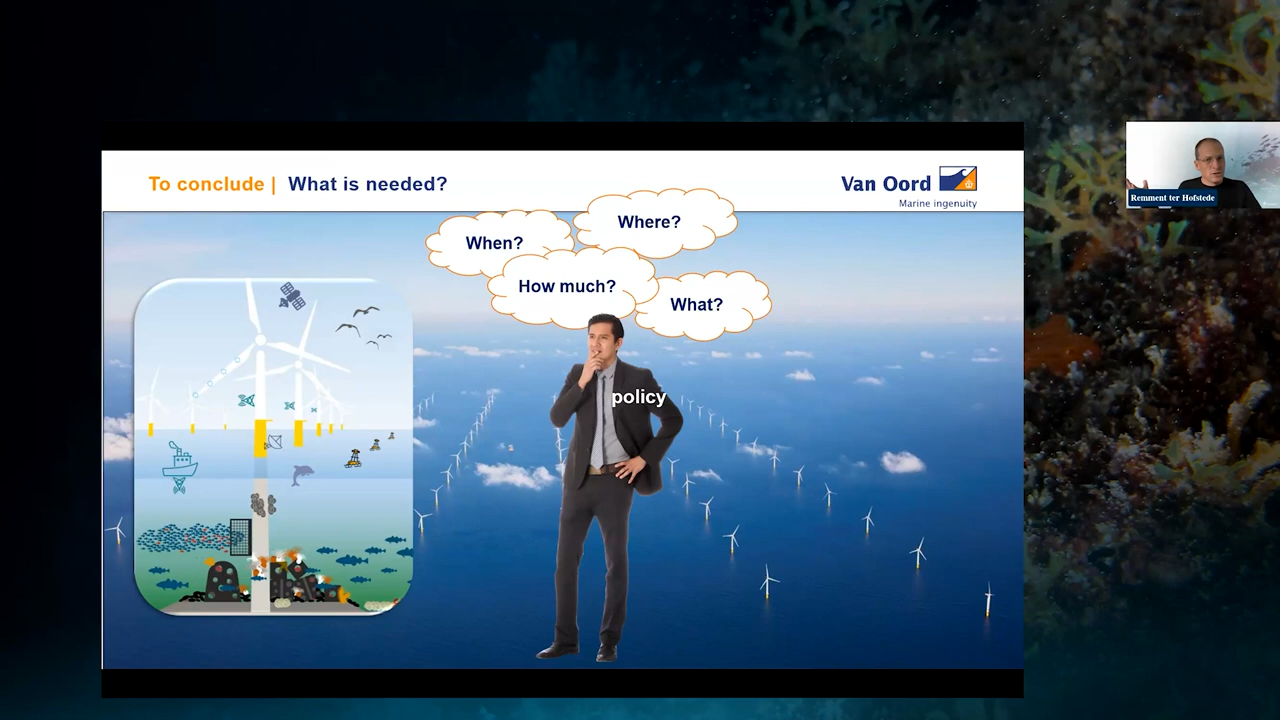 To conclude | What is needed?
Van Oord
Marine ingenuity
Where?
When?
How much?
What?
policy
Remment ter Hofstede